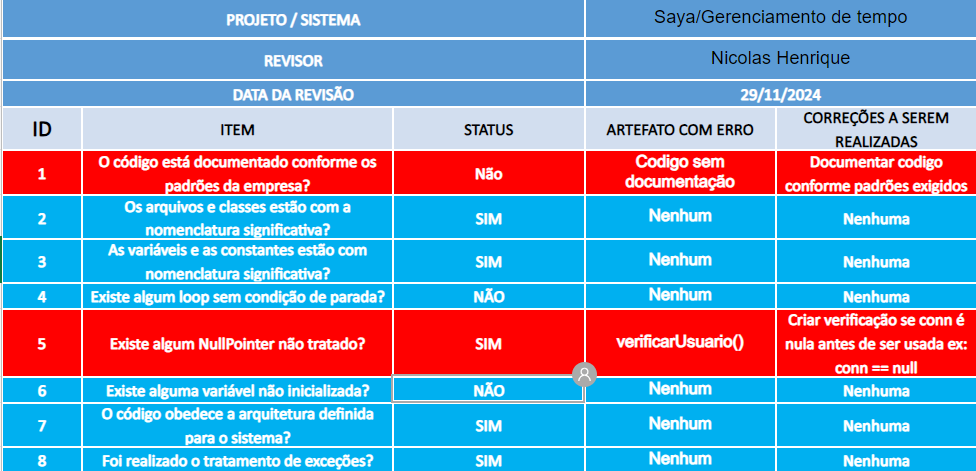 PROJETO / SISTEMA
Saya/Gerenciamento de tempo
REVISOR
Nicolas Henrique
DATA DA REVISÃO
29/11/2024
ID
ITEM
STATUS
ARTEFATO COM ERRO
CORREÇÕES A SEREM
REALIZADAS
1
O código está documentado conforme os
padrões da empresa?
Não
Codigo sem
documentação
Documentar codigo
conforme padrões exigidos
2
Os arquivos e classes estão com a
nomenclatura significativa?
SIM
Nenhum
Nenhuma
3
As variáveis e as constantes estão com
nomenclatura significativa?
SIM
Nenhum
Nenhuma
4
Existe algum loop sem condição de parada?
NÃO
Nenhum
Nenhuma
5
Existe algum NullPointer não tratado?
SIM
verificarUsuario()
Criar verificação se conn é
nula antes de ser usada ex:
conn == null
6
Existe alguma variável não inicializada?
NÃO
Nenhum
Nenhuma
7
O código obedece a arquitetura definida
para o sistema?
SIM
Nenhum
Nenhuma
8
Foi realizado o tratamento de exceções?
SIM
Nenhum
Nenhuma